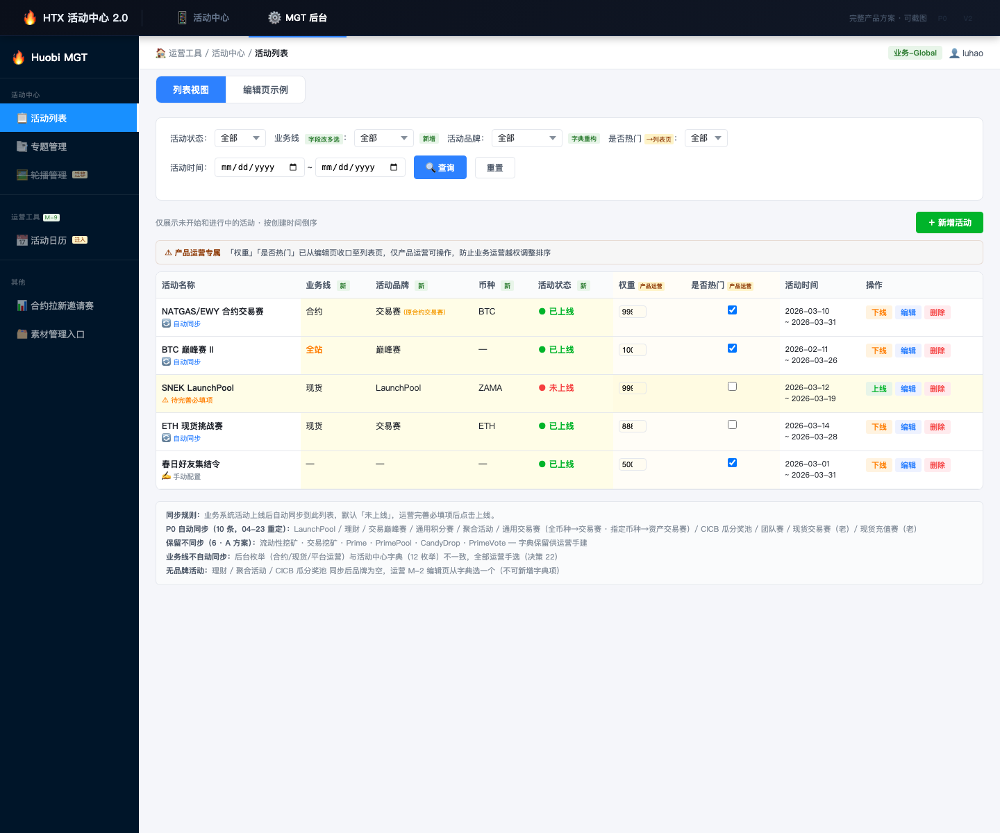 HTX 活动中心 2.0
活动中心
MGT 后台
完整产品方案 · 可截图
P0
V2
Huobi MGT
活动中心
活动列表
专题管理
轮播管理 迁移
运营工具 M-9
活动日历 迁入
其他
合约拉新邀请赛
素材管理入口
运营工具 / 活动中心 / 活动列表
业务-Global
luhao
列表视图
编辑页示例
活动状态: 全部 业务线 字段改多选 : 全部 新增 活动品牌: 全部 字典重构 是否热门 →列表页 : 全部
活动时间: mm/dd/yyyy ~ mm/dd/yyyy 查询 重置
仅展示未开始和进行中的活动 · 按创建时间倒序
+ 新增活动
⚠ 产品运营专属 「权重」「是否热门」已从编辑页收口至列表页，仅产品运营可操作，防止业务运营越权调整排序
活动名称 业务线 新 活动品牌 新 币种 新 活动状态 新 权重 产品运营 是否热门 产品运营 活动时间 操作
NATGAS/EWY 合约交易赛 合约 交易赛 (原合约交易赛) BTC ● 已上线 999 2026-03-10 下线 编辑 删除
自动同步 ~ 2026-03-31
BTC 巅峰赛 II 全站 巅峰赛 — ● 已上线 100 2026-02-11 下线 编辑 删除
自动同步 ~ 2026-03-26
SNEK LaunchPool 现货 LaunchPool ZAMA ● 未上线 999 2026-03-12 上线 编辑 删除
⚠ 待完善必填项 ~ 2026-03-19
ETH 现货挑战赛 现货 交易赛 ETH ● 已上线 888 2026-03-14 下线 编辑 删除
自动同步 ~ 2026-03-28
春日好友集结令 — — — ● 已上线 500 2026-03-01 下线 编辑 删除
手动配置 ~ 2026-03-31
同步规则：业务系统活动上线后自动同步到此列表，默认「未上线」，运营完善必填项后点击上线。
P0 自动同步（10 条，04-23 重定）：LaunchPool / 理财 / 交易巅峰赛 / 通用积分赛 / 聚合活动 / 通用交易赛（全币种→交易赛 · 指定币种→资产交易赛）/ CICB 瓜分奖池 / 团队赛 / 现货交易赛（老）/ 现货充值赛（老）
保留不同步（6 · A 方案）：流动性挖矿 · 交易挖矿 · Prime · PrimePool · CandyDrop · PrimeVote — 字典保留供运营手建
业务线不自动同步：后台枚举（合约/现货/平台运营）与活动中心字典（12 枚举）不一致，全部运营手选（决策 22）
无品牌活动：理财 / 聚合活动 / CICB 瓜分奖池 同步后品牌为空，运营 M-2 编辑页从字典选一个（不可新增字典项）